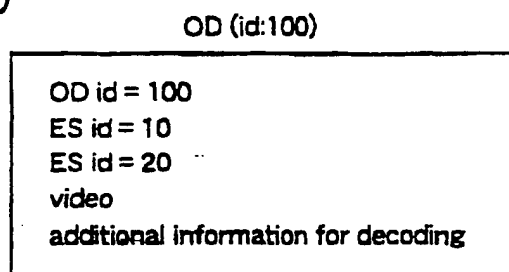 OD (id:100)
OD id = 100
ES id = 10
ES id = 20
video
additional information for decoding